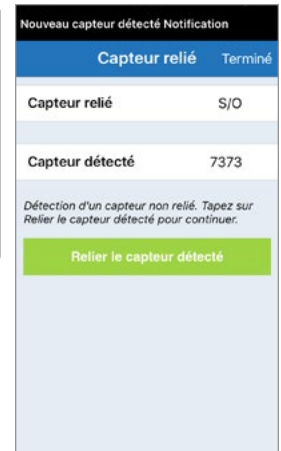 Nouveau capteur détecté Notification
Capteur relié Terminé
Capteur relié S/O
Capteur détecté 7373
Détection d'un capteur non relié. Tapez sur
Relier le capteur détecté pour continuer.
Relier le capteur détecté